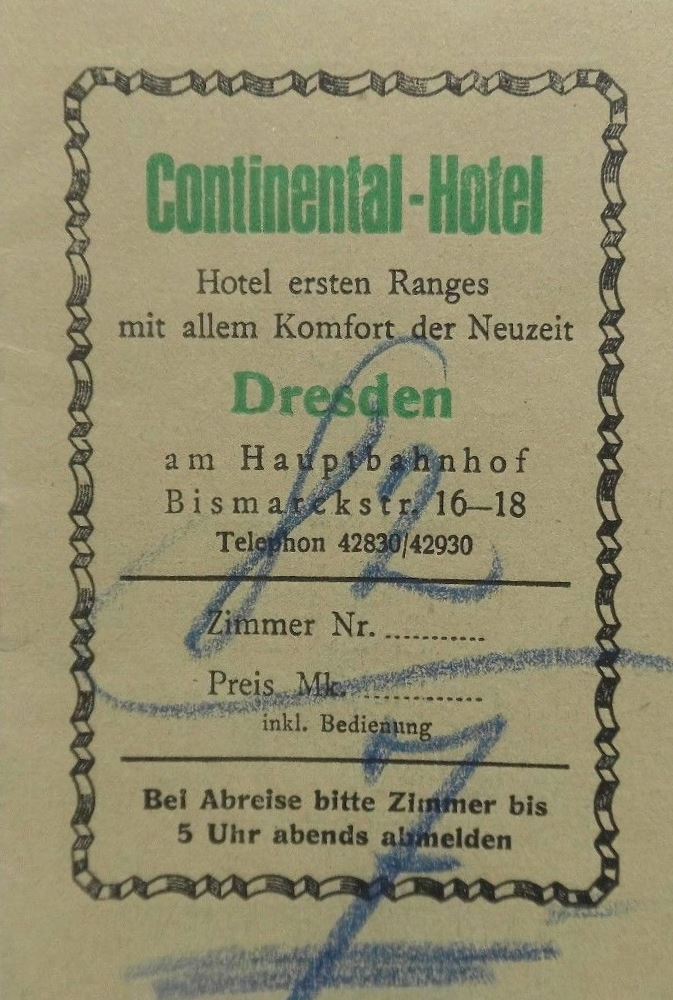 Continental-Hotel
Hotel ersten Ranges
mit allem Komfort der Neuzeit
Dresden
am Hauptbahnhof
Bismarckstr. 16—18
Telephon 42830/42930
Zimmer Nr. ...........
Preis Mk. .............
inkl. Bedienung
Bei Abreise bitte Zimmer bis
5 Uhr abends abmelden
7